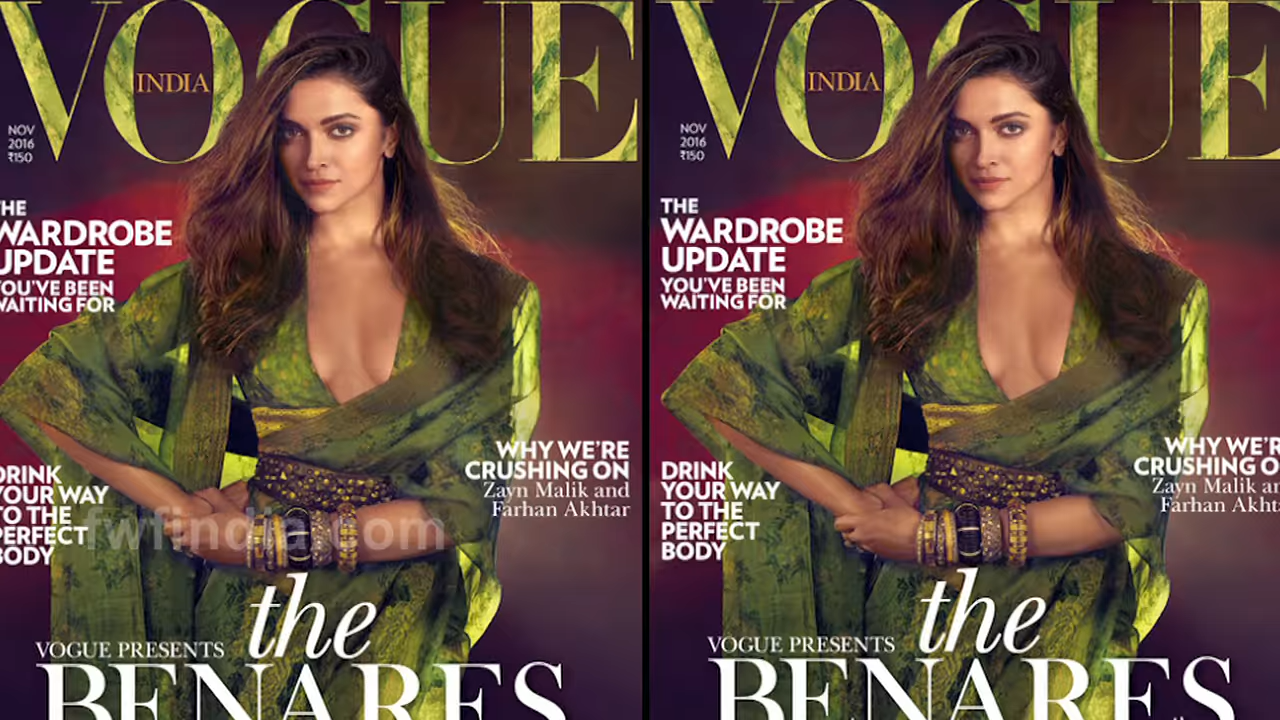 VOGUE
INDIA
NOV
2016
₹150
THE
WARDROBE
UPDATE
YOU'VE BEEN
WAITING FOR
WHY WE'RE
CRUSHING ON
Zayn Malik and
Farhan Akhtar
DRINK
YOUR WAY
TO THE
PERFECT
BODY
fwfindia.com
the
VOGUE PRESENTS
BENARES
VOGUE
INDIA
NOV
2016
₹150
THE
WARDROBE
UPDATE
YOU'VE BEEN
WAITING FOR
WHY WE'R
CRUSHING O
Zayn Malik an
Farhan Akhta
DRINK
YOUR WAY
TO THE
PERFECT
BODY
the
VOGUE PRESENTS
BENARES